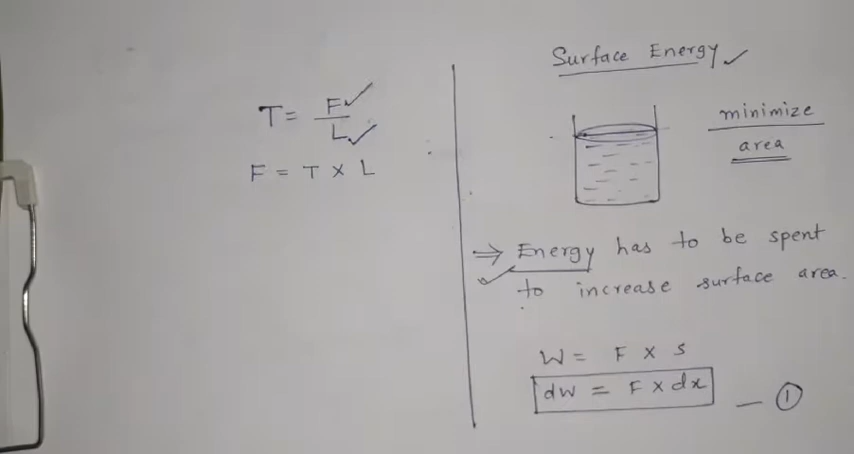 T = F/L
F = T × L
Surface Energy
minimize
area
⇒ Energy has to be spent
to increase surface area.
W = F × s
dW = F × dx — ①